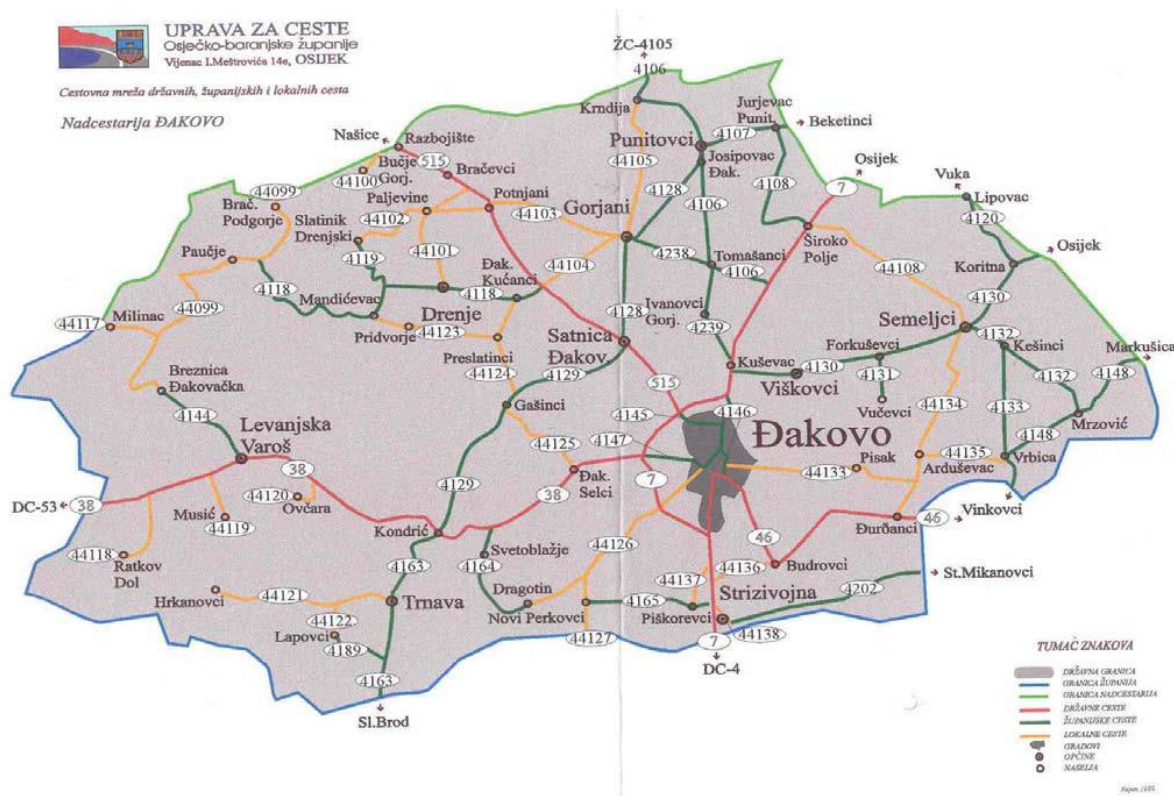 UPRAVA ZA CESTE
Osječko-baranjske županije
Vijenac I.Meštrovića 14e, OSIJEK
Cestovna mreža državnih, županijskih i lokalnih cesta
Nadcestarija ĐAKOVO
ŽC-4105
4106
Krndija
Jurjevac
Punit.
4107
Beketinci
Našice
Razbojište
Punitovci
515
Bučje
Gorj.
Bračevci
44105
Josipovac
Đak.
Osijek
44100
4108
7
Vuka
Lipovac
44099
Brač.
Podgorje
Paljevine
Potnjani
4128
4106
4120
44102
44103
Slatinik
Drenjski
Gorjani
Široko
Polje
Osijek
Paučje
4119
44101
44104
4238
Tomašanci
4106
44108
Koritna
4118
Đak.
Kućanci
4118
4130
Mandićevac
44099
Drenje
4128
Ivanovci
Gorj.
Milinac
44117
Semeljci
Pridvorje
44123
4239
4132
Satnica
Đakov.
Forkuševci
Kešinci
Preslatinci
44124
4129
Kuševac
4130
Markušica
Breznica
Đakovačka
515
Viškovci
4131
4132
4148
4144
Gašinci
4145
4146
Vučevci
44134
4133
Mrzović
Levanjska
Varoš
4147
Đakovo
4148
44125
Pisak
44135
38
44133
Arduševac
Vrbica
Đak.
Selci
7
DC-53
38
44120
Ovčara
4129
38
Musić
44119
Đurđanci
46
Vinkovci
Kondrić
46
44118
Ratkov
Dol
Svetoblažje
44126
4163
4164
44136
Budrovci
44137
St.Mikanovci
Hrkanovci
44121
Dragotin
Strizivojna
4202
Trnava
Novi Perkovci
4165
Piškorevci
44122
Lapovci
44127
44138
4189
7
4163
DC-4
Sl.Brod
TUMAČ ZNAKOVA
DRŽAVNA GRANICA
GRANICA ŽUPANIJA
GRANICA NADCESTARIJA
DRŽAVNE CESTE
ŽUPANIJSKE CESTE
LOKALNE CESTE
GRADOVI
OPĆINE
NASELJA